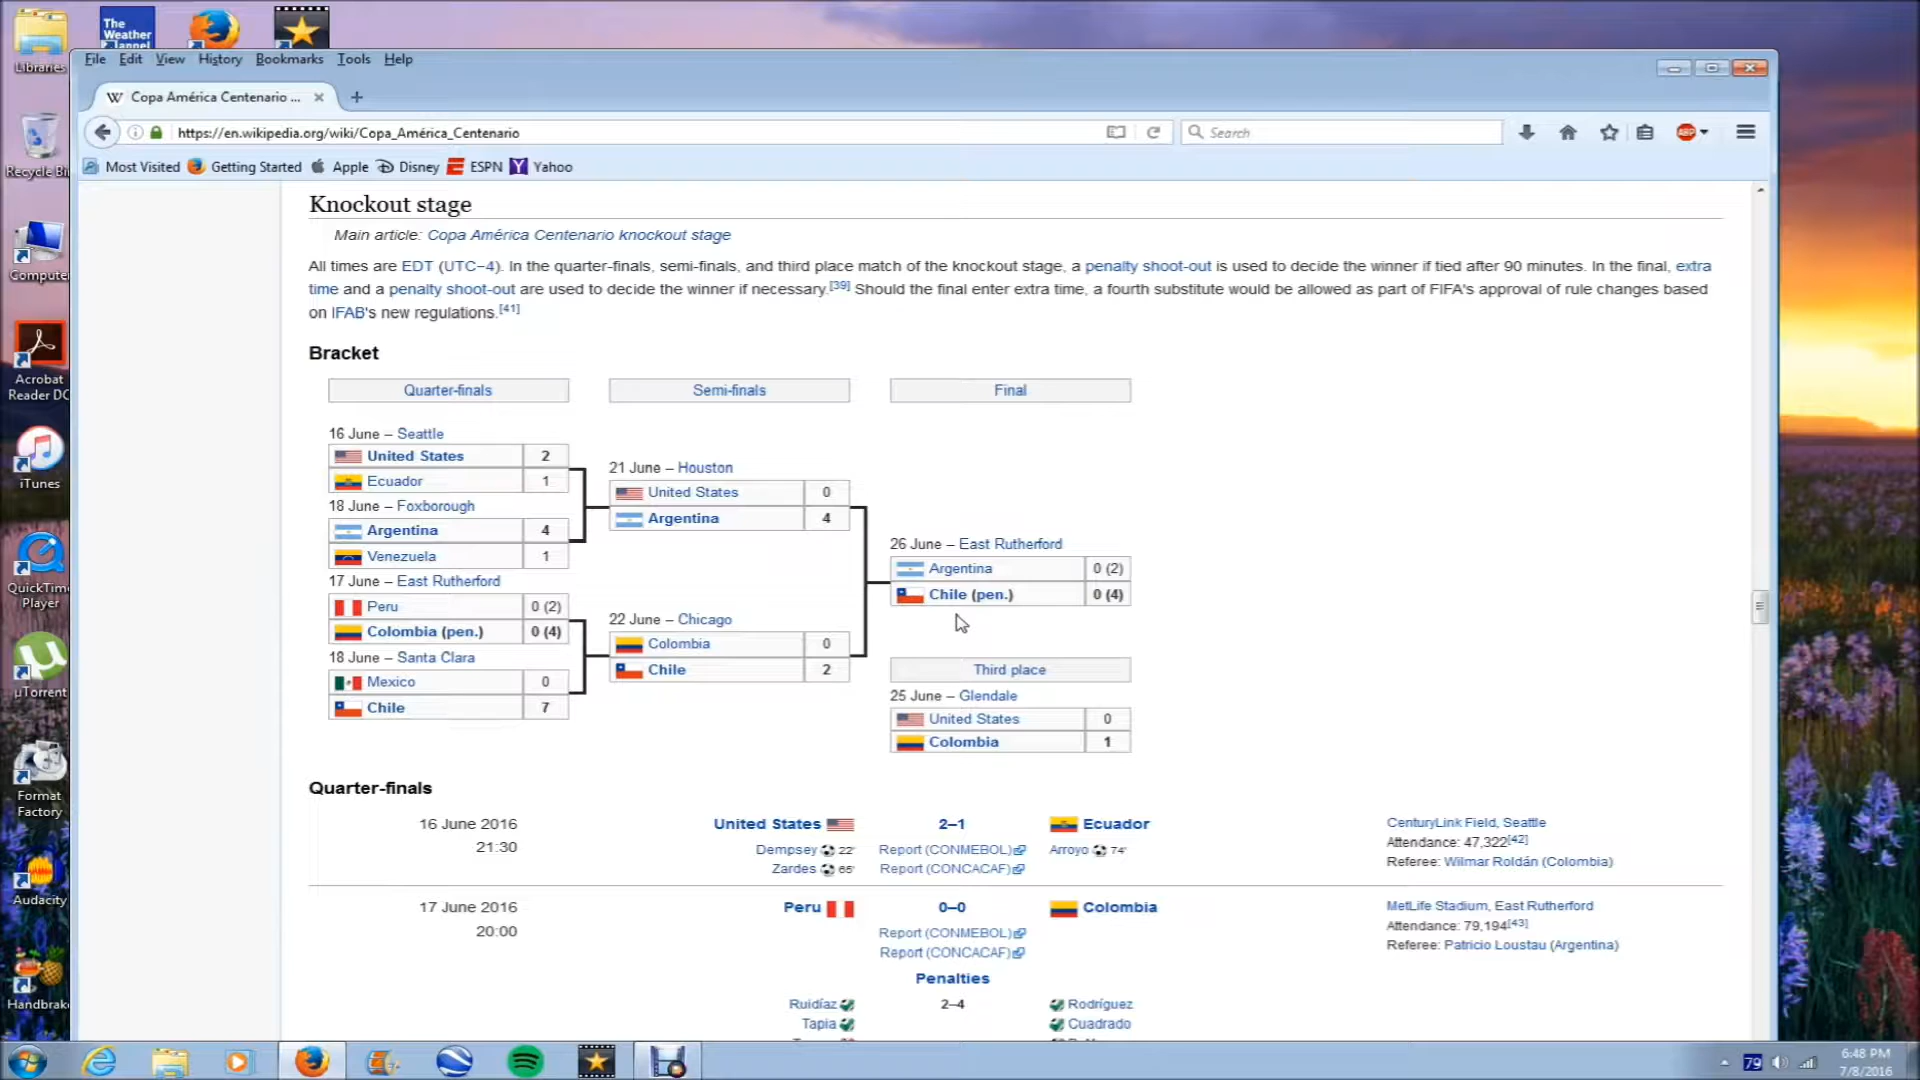 The
Weather
Channel
Libraries
File Edit View History Bookmarks Tools Help
Copa América Centenario ...
https://en.wikipedia.org/wiki/Copa_América_Centenario
Search
ABP
Most Visited Getting Started Apple Disney ESPN Yahoo
Recycle Bi
Computer
Acrobat
Reader DC
iTunes
QuickTime
Player
µTorrent
Format
Factory
Audacity
Handbrake
Knockout stage
Main article: Copa América Centenario knockout stage
All times are EDT (UTC−4). In the quarter-finals, semi-finals, and third place match of the knockout stage, a penalty shoot-out is used to decide the winner if tied after 90 minutes. In the final, extra
time and a penalty shoot-out are used to decide the winner if necessary.[39] Should the final enter extra time, a fourth substitute would be allowed as part of FIFA's approval of rule changes based
on IFAB's new regulations.[41]
Bracket
Quarter-finals Semi-finals Final
16 June – Seattle
United States 2
Ecuador 1
18 June – Foxborough
Argentina 4
Venezuela 1
17 June – East Rutherford
Peru 0 (2)
Colombia (pen.) 0 (4)
18 June – Santa Clara
Mexico 0
Chile 7
21 June – Houston
United States 0
Argentina 4
22 June – Chicago
Colombia 0
Chile 2
26 June – East Rutherford
Argentina 0 (2)
Chile (pen.) 0 (4)
Third place
25 June – Glendale
United States 0
Colombia 1
Quarter-finals
16 June 2016 United States 2–1 Ecuador CenturyLink Field, Seattle
21:30 Dempsey 22' Report (CONMEBOL) Arroyo 74' Attendance: 47,322[42]
Zardes 65' Report (CONCACAF) Referee: Wilmar Roldán (Colombia)
17 June 2016 Peru 0–0 Colombia MetLife Stadium, East Rutherford
20:00 Report (CONMEBOL) Attendance: 79,194[43]
Report (CONCACAF) Referee: Patricio Loustau (Argentina)
Penalties
Ruidíaz 2–4 Rodríguez
Tapia Cuadrado
79
6:48 PM
7/8/2016